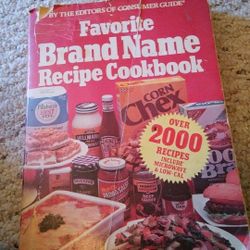 "BY THE EDITORS OF CONSUMER GUIDE®
Favorite
Brand Name
Recipe Cookbook
CORN
Chex
OVER
2000
RECIPES
INCLUDE
MICROWAVE
& LOW-CAL